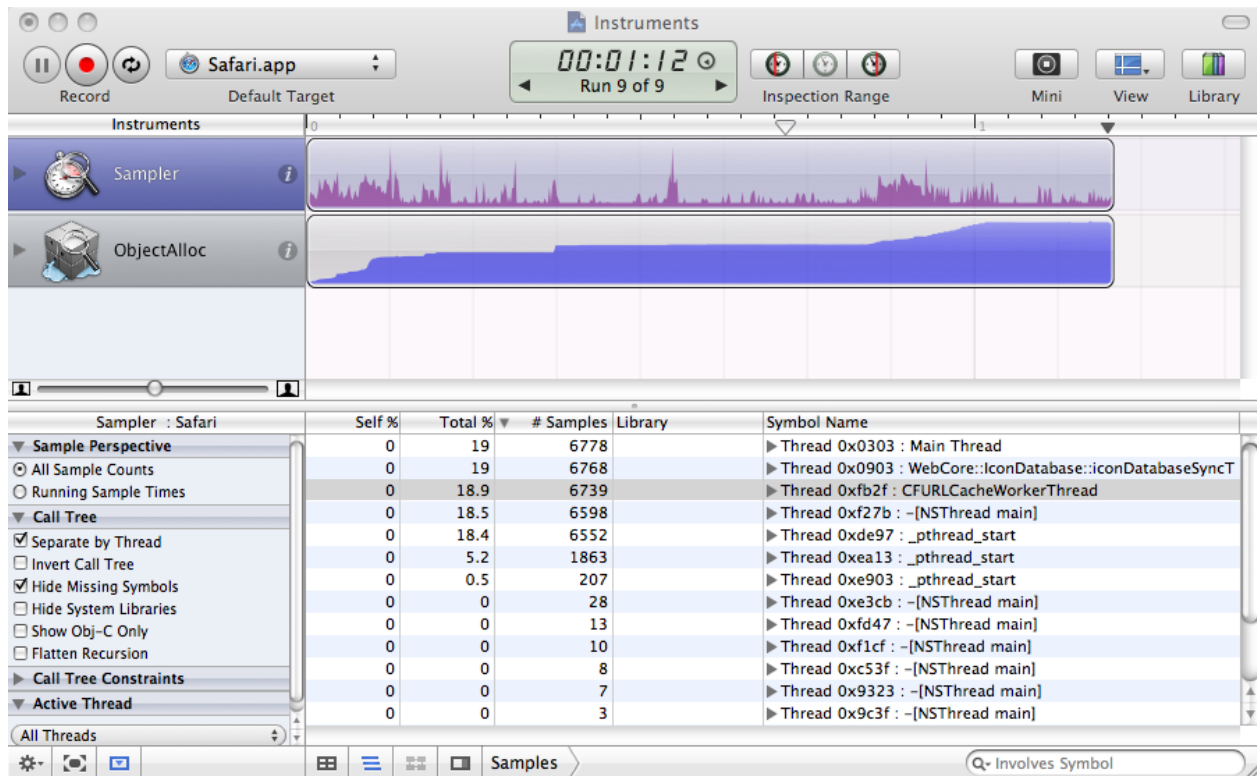 Instruments
Safari.app
00:01:12
Run 9 of 9
Record
Default Target
Inspection Range
Mini
View
Library
Instruments
0
1
Sampler
ObjectAlloc
Sampler : Safari
Self %
Total %
# Samples
Library
Symbol Name
Sample Perspective
All Sample Counts
Running Sample Times
Call Tree
Separate by Thread
Invert Call Tree
Hide Missing Symbols
Hide System Libraries
Show Obj-C Only
Flatten Recursion
Call Tree Constraints
Active Thread
All Threads
0 19 6778 Thread 0x0303 : Main Thread
0 19 6768 Thread 0x0903 : WebCore::IconDatabase::iconDatabaseSyncT
0 18.9 6739 Thread 0xfb2f : CFURLCacheWorkerThread
0 18.5 6598 Thread 0xf27b : -[NSThread main]
0 18.4 6552 Thread 0xde97 : _pthread_start
0 5.2 1863 Thread 0xea13 : _pthread_start
0 0.5 207 Thread 0xe903 : _pthread_start
0 0 28 Thread 0xe3cb : -[NSThread main]
0 0 13 Thread 0xfd47 : -[NSThread main]
0 0 10 Thread 0xf1cf : -[NSThread main]
0 0 8 Thread 0xc53f : -[NSThread main]
0 0 7 Thread 0x9323 : -[NSThread main]
0 0 3 Thread 0x9c3f : -[NSThread main]
Samples
Involves Symbol